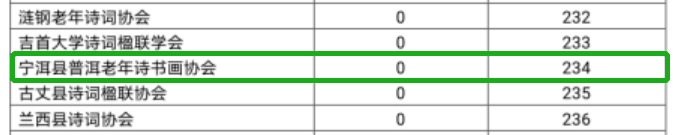 涟钢老年诗词协会 0 232
吉首大学诗词楹联学会 0 233
宁洱县普洱老年诗书画协会 0 234
古丈县诗词楹联协会 0 235
兰西县诗词协会 0 236